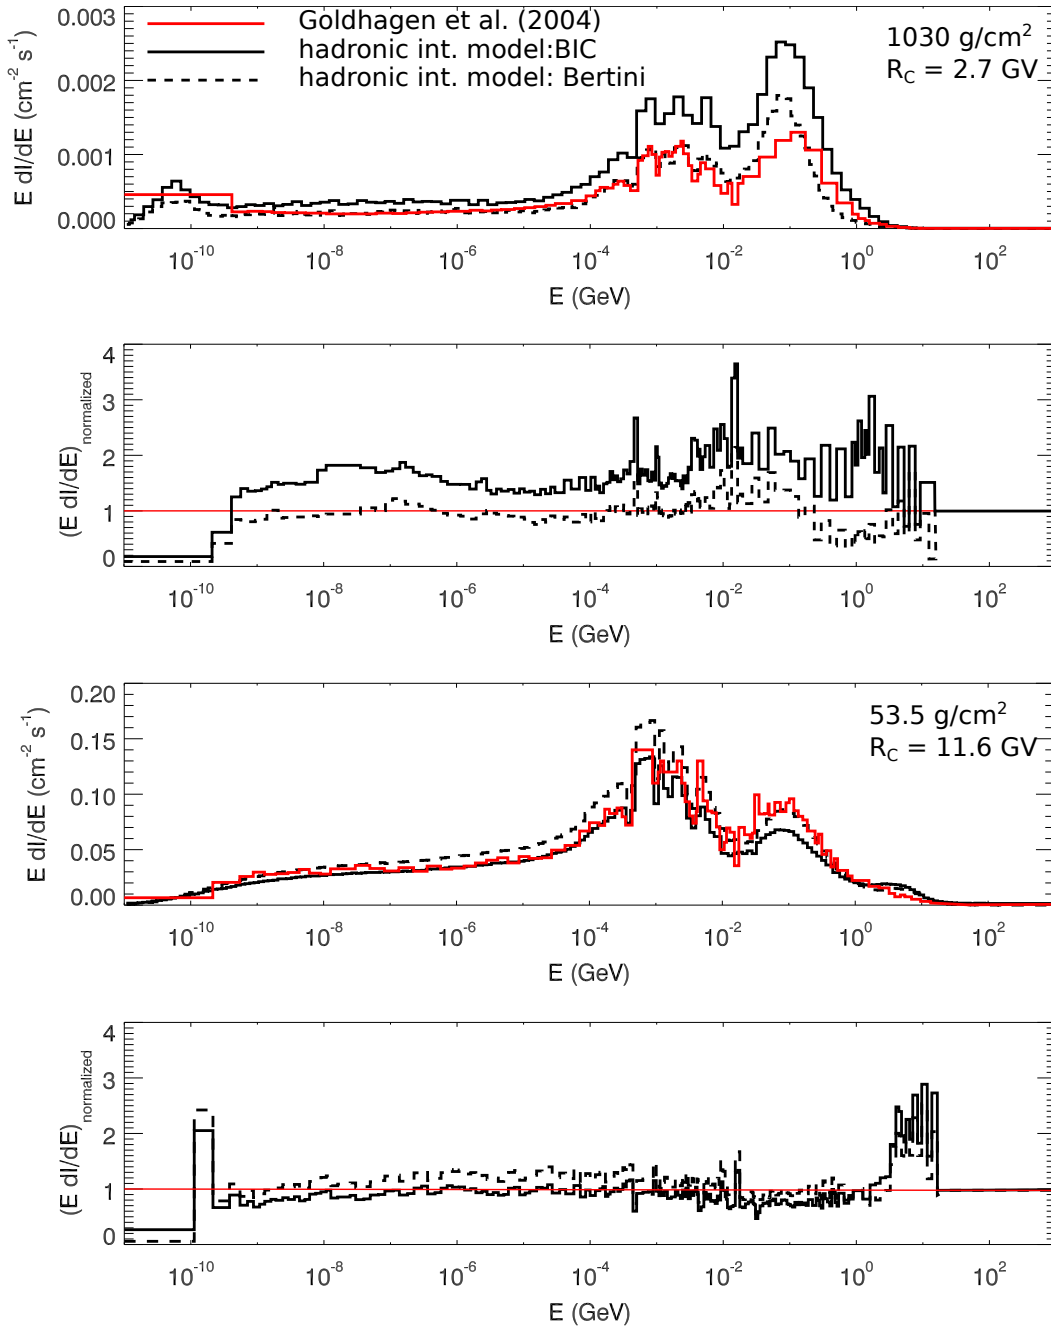 Goldhagen et al. (2004)
hadronic int. model:BIC
hadronic int. model: Bertini
1030 g/cm²
R_C = 2.7 GV
E dI/dE (cm⁻² s⁻¹)
0.003
0.002
0.001
0.000
10⁻¹⁰ 10⁻⁸ 10⁻⁶ 10⁻⁴ 10⁻² 10⁰ 10²
E (GeV)
(E dI/dE)normalized
4
3
2
1
0
10⁻¹⁰ 10⁻⁸ 10⁻⁶ 10⁻⁴ 10⁻² 10⁰ 10²
E (GeV)
53.5 g/cm²
R_C = 11.6 GV
E dI/dE (cm⁻² s⁻¹)
0.20
0.15
0.10
0.05
0.00
10⁻¹⁰ 10⁻⁸ 10⁻⁶ 10⁻⁴ 10⁻² 10⁰ 10²
E (GeV)
(E dI/dE)normalized
4
3
2
1
0
10⁻¹⁰ 10⁻⁸ 10⁻⁶ 10⁻⁴ 10⁻² 10⁰ 10²
E (GeV)